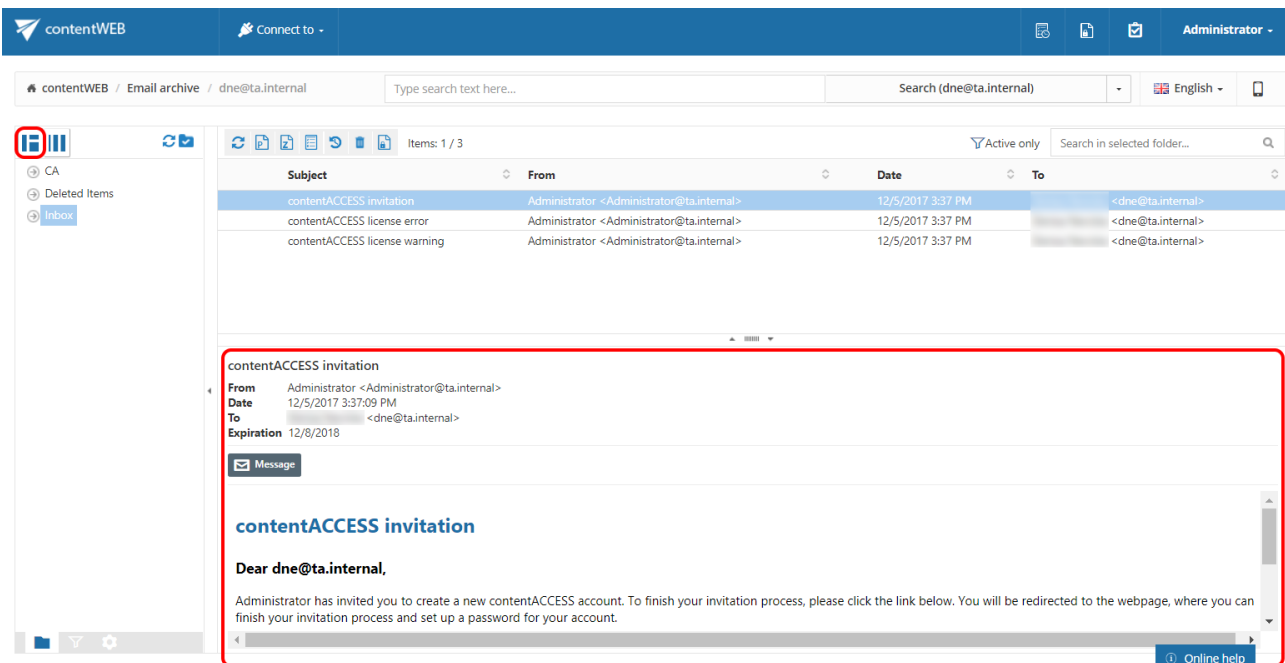 contentWEB Connect to Administrator
contentWEB / Email archive / dne@ta.internal Type search text here... Search (dne@ta.internal) English
Items: 1 / 3 Active only Search in selected folder...
CA
Deleted Items
Inbox
Subject From Date To
contentACCESS invitation Administrator <Administrator@ta.internal> 12/5/2017 3:37 PM <dne@ta.internal>
contentACCESS license error Administrator <Administrator@ta.internal> 12/5/2017 3:37 PM <dne@ta.internal>
contentACCESS license warning Administrator <Administrator@ta.internal> 12/5/2017 3:37 PM <dne@ta.internal>
contentACCESS invitation
From Administrator <Administrator@ta.internal>
Date 12/5/2017 3:37:09 PM
To <dne@ta.internal>
Expiration 12/8/2018
Message
contentACCESS invitation
Dear dne@ta.internal,
Administrator has invited you to create a new contentACCESS account. To finish your invitation process, please click the link below. You will be redirected to the webpage, where you can
finish your invitation process and set up a password for your account.
Online help